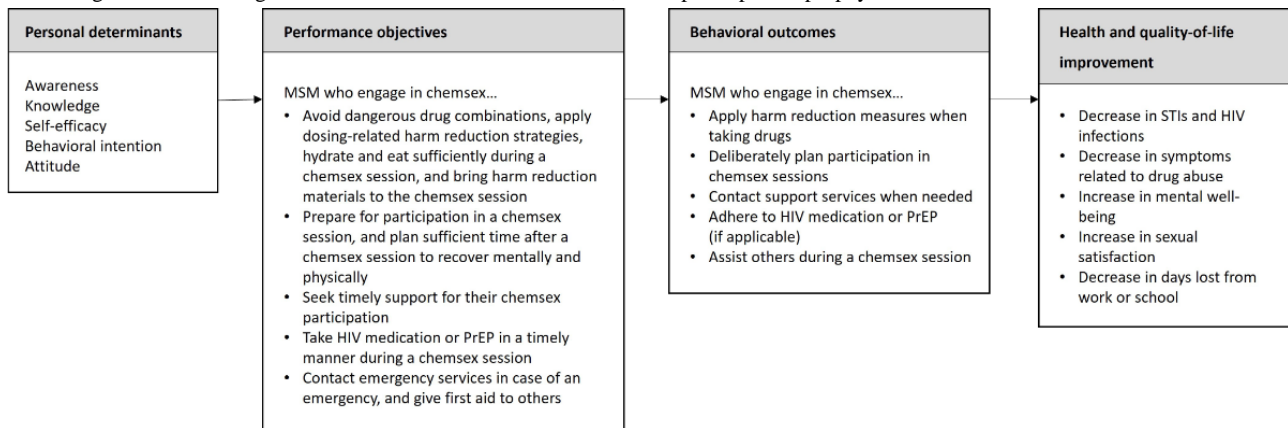 Personal determinants
Awareness
Knowledge
Self-efficacy
Behavioral intention
Attitude
Performance objectives
MSM who engage in chemsex...
• Avoid dangerous drug combinations, apply
dosing-related harm reduction strategies,
hydrate and eat sufficiently during a
chemsex session, and bring harm reduction
materials to the chemsex session
• Prepare for participation in a chemsex
session, and plan sufficient time after a
chemsex session to recover mentally and
physically
• Seek timely support for their chemsex
participation
• Take HIV medication or PrEP in a timely
manner during a chemsex session
• Contact emergency services in case of an
emergency, and give first aid to others
Behavioral outcomes
MSM who engage in chemsex...
• Apply harm reduction measures when
taking drugs
• Deliberately plan participation in
chemsex sessions
• Contact support services when needed
• Adhere to HIV medication or PrEP
(if applicable)
• Assist others during a chemsex session
Health and quality-of-life
improvement
• Decrease in STIs and HIV
infections
• Decrease in symptoms
related to drug abuse
• Increase in mental well-
being
• Increase in sexual
satisfaction
• Decrease in days lost from
work or school